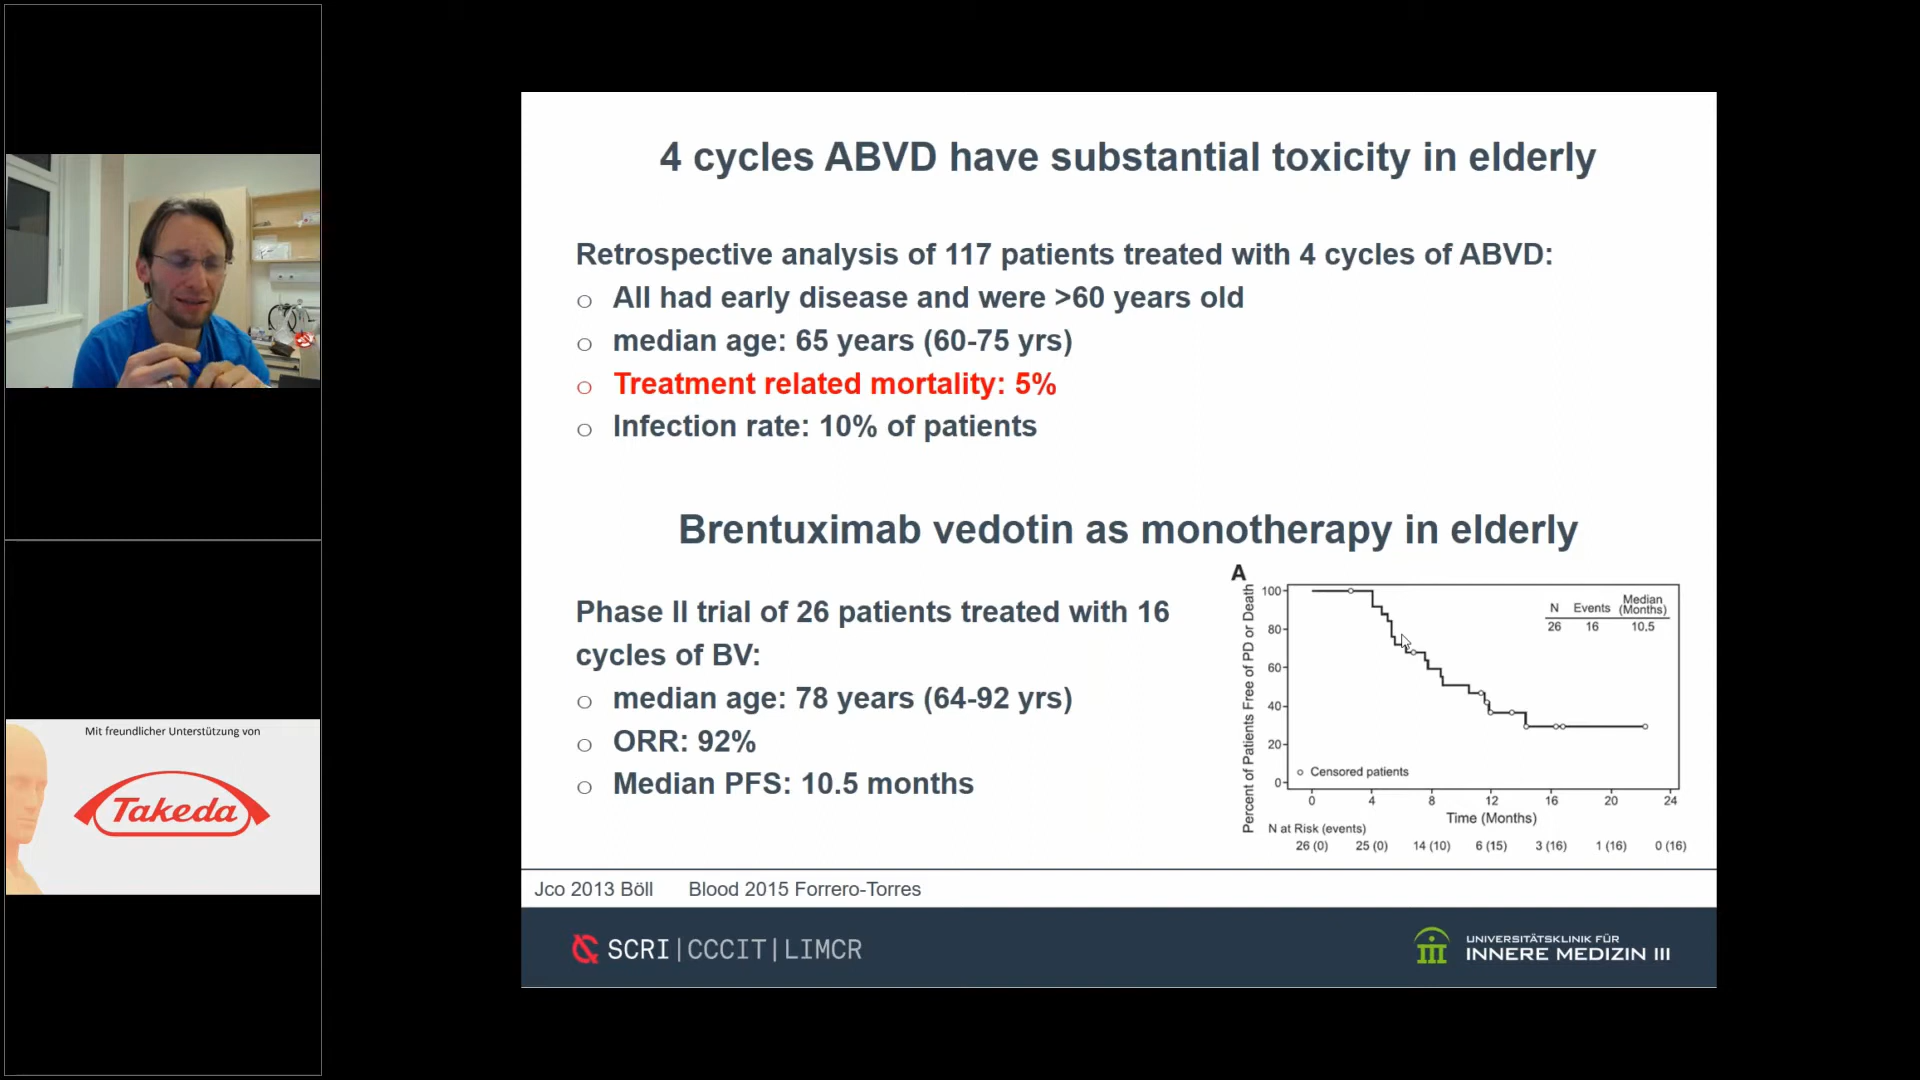 4 cycles ABVD have substantial toxicity in elderly
Retrospective analysis of 117 patients treated with 4 cycles of ABVD:
o All had early disease and were >60 years old
o median age: 65 years (60-75 yrs)
o Treatment related mortality: 5%
o Infection rate: 10% of patients
Brentuximab vedotin as monotherapy in elderly
Phase II trial of 26 patients treated with 16
cycles of BV:
o median age: 78 years (64-92 yrs)
o ORR: 92%
o Median PFS: 10.5 months
A
Percent of Patients Free of PD or Death
100
80
60
40
20
0
N Events Median (Months)
26 16 10.5
Censored patients
0 4 8 12 16 20 24
Time (Months)
N at Risk (events)
26 (0) 25 (0) 14 (10) 6 (15) 3 (16) 1 (16) 0 (16)
Jco 2013 Böll Blood 2015 Forrero-Torres
SCRI|CCCIT|LIMCR
UNIVERSITÄTSKLINIK FÜR
INNERE MEDIZIN III
Mit freundlicher Unterstützung von
Takeda